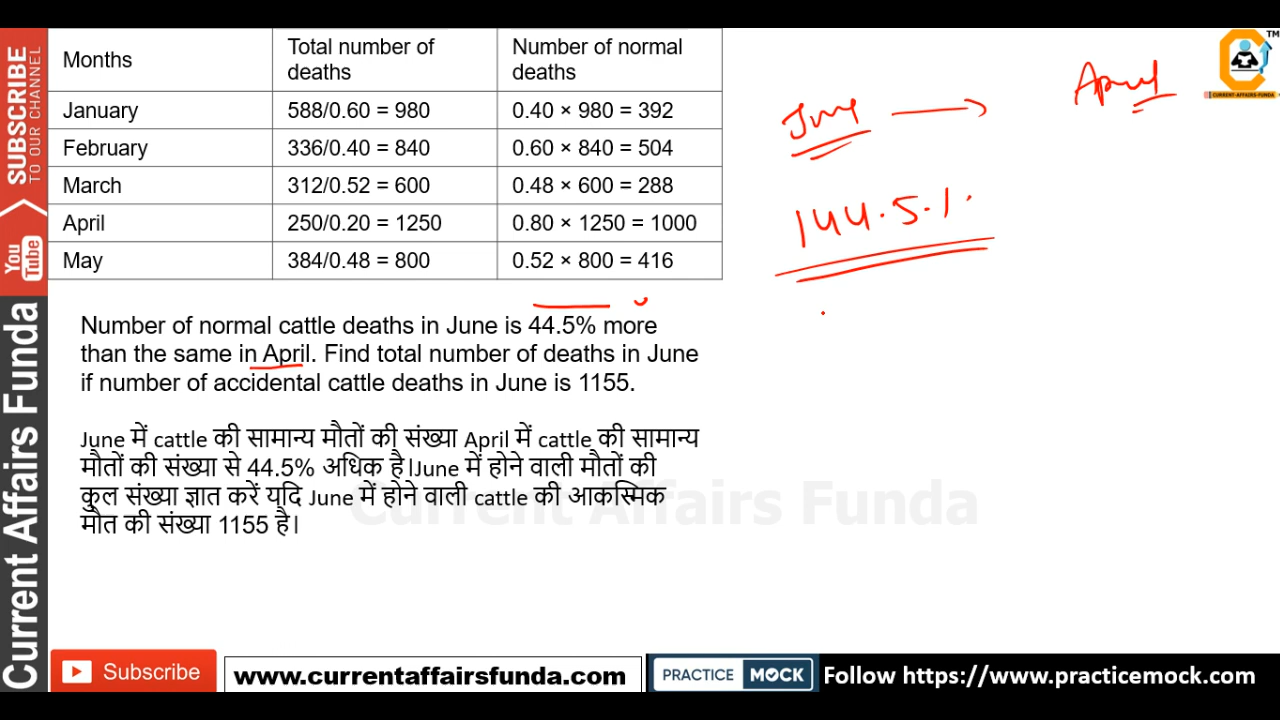 Months Total number of deaths Number of normal deaths
January 588/0.60 = 980 0.40 × 980 = 392
February 336/0.40 = 840 0.60 × 840 = 504
March 312/0.52 = 600 0.48 × 600 = 288
April 250/0.20 = 1250 0.80 × 1250 = 1000
May 384/0.48 = 800 0.52 × 800 = 416
Number of normal cattle deaths in June is 44.5% more
than the same in April. Find total number of deaths in June
if number of accidental cattle deaths in June is 1155.
June में cattle की सामान्य मौतों की संख्या April में cattle की सामान्य
मौतों की संख्या से 44.5% अधिक है।June में होने वाली मौतों की
कुल संख्या ज्ञात करें यदि June में होने वाली cattle की आकस्मिक
मौत की संख्या 1155 है।
June → April
144.5%
Current Affairs Funda
SUBSCRIBE
TO OUR CHANNEL
You Tube
Current Affairs Funda
TM
CURRENT-AFFAIRS-FUNDA
Subscribe
www.currentaffairsfunda.com
PRACTICE MOCK
Follow https://www.practicemock.com